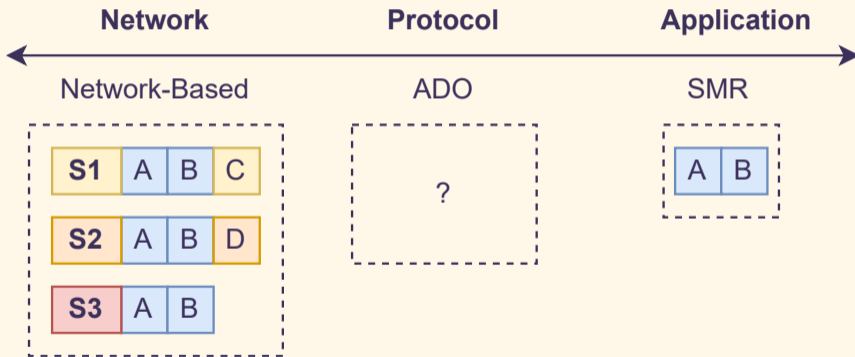 Network Protocol Application
Network-Based ADO SMR
S1 A B C
?
A B
S2 A B D
S3 A B